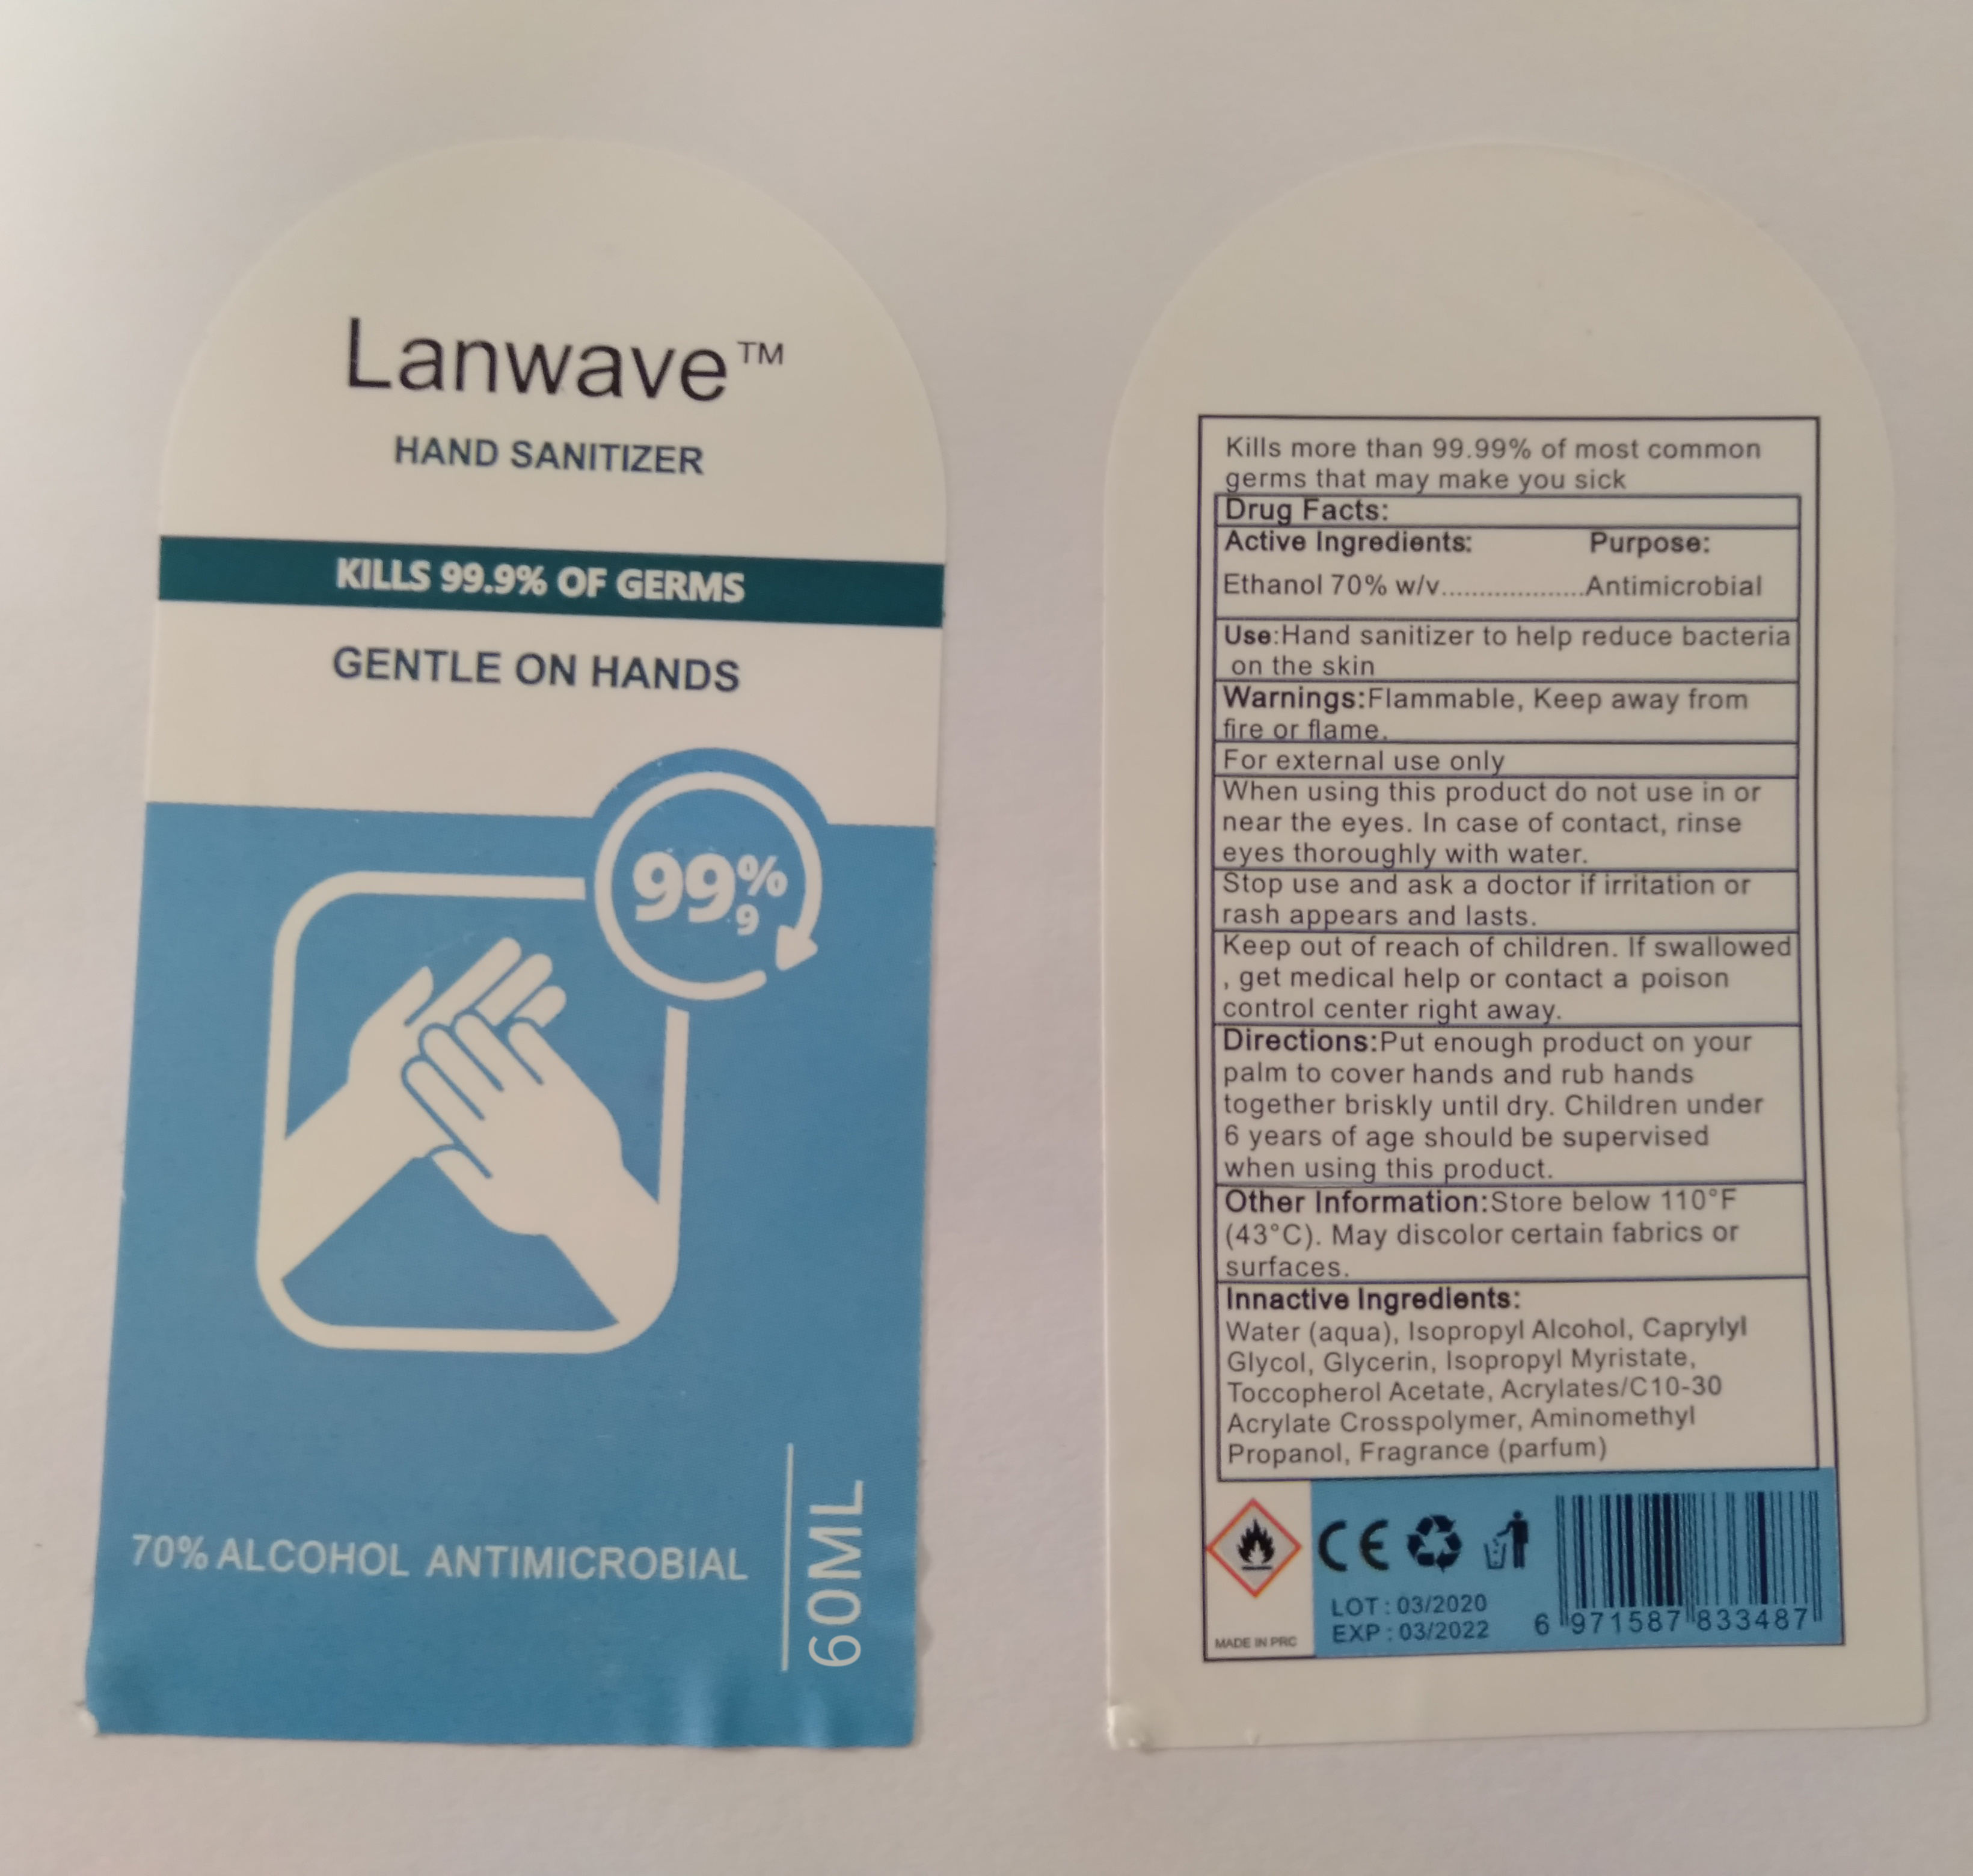 Lanwave™
HAND SANITIZER
KILLS 99.9% OF GERMS
GENTLE ON HANDS
99.9%
70% ALCOHOL ANTIMICROBIAL
60ML
Kills more than 99.99% of most common
germs that may make you sick
Drug Facts:
Active Ingredients: Purpose:
Ethanol 70% w/v...................Antimicrobial
Use:Hand sanitizer to help reduce bacteria
on the skin
Warnings:Flammable, Keep away from
fire or flame.
For external use only
When using this product do not use in or
near the eyes. In case of contact, rinse
eyes thoroughly with water.
Stop use and ask a doctor if irritation or
rash appears and lasts.
Keep out of reach of children. If swallowed
, get medical help or contact a poison
control center right away.
Directions:Put enough product on your
palm to cover hands and rub hands
together briskly until dry. Children under
6 years of age should be supervised
when using this product.
Other Information:Store below 110°F
(43°C). May discolor certain fabrics or
surfaces.
Innactive Ingredients:
Water (aqua), Isopropyl Alcohol, Caprylyl
Glycol, Glycerin, Isopropyl Myristate,
Toccopherol Acetate, Acrylates/C10-30
Acrylate Crosspolymer, Aminomethyl
Propanol, Fragrance (parfum)
CE
LOT : 03/2020
EXP : 03/2022
MADE IN PRC
6 971587 833487